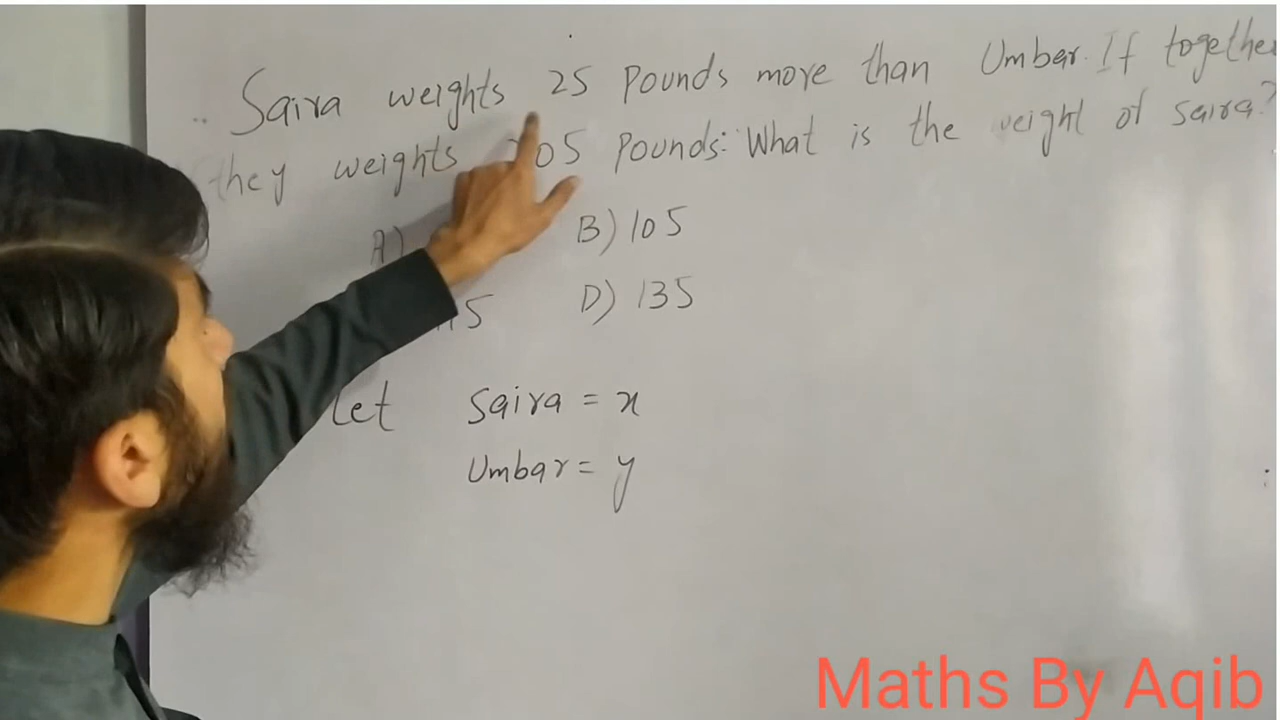 Saira weights 25 Pounds more than Umbar. If together
they weights 05 Pounds: What is the weight of saira?
A) B) 105
15 D) 135
Let Saira = x
Umbar = y
Maths By Aqib